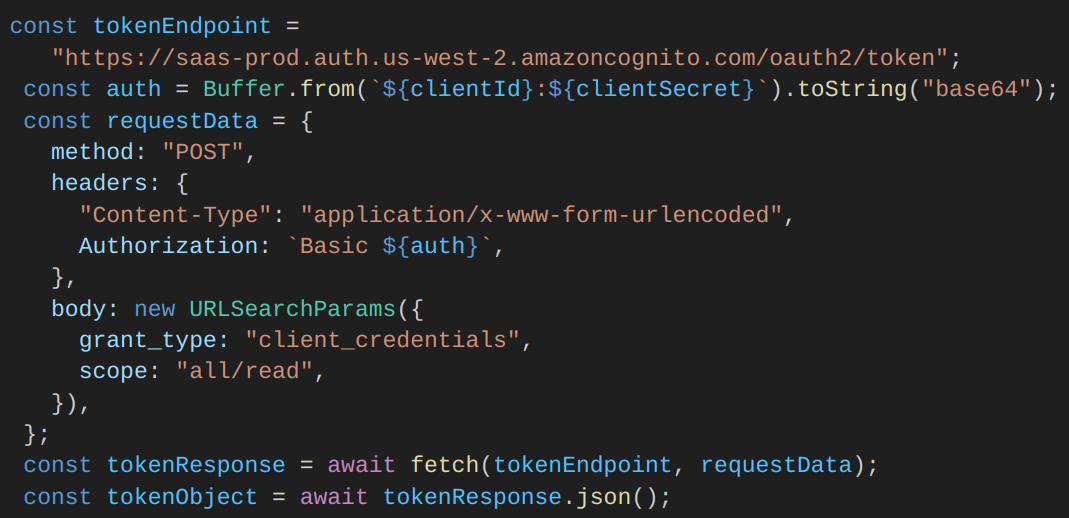 const tokenEndpoint =
"https://saas-prod.auth.us-west-2.amazoncognito.com/oauth2/token";
const auth = Buffer.from(`${clientId}:${clientSecret}`).toString("base64");
const requestData = {
method: "POST",
headers: {
"Content-Type": "application/x-www-form-urlencoded",
Authorization: `Basic ${auth}`,
},
body: new URLSearchParams({
grant_type: "client_credentials",
scope: "all/read",
}),
};
const tokenResponse = await fetch(tokenEndpoint, requestData);
const tokenObject = await tokenResponse.json();